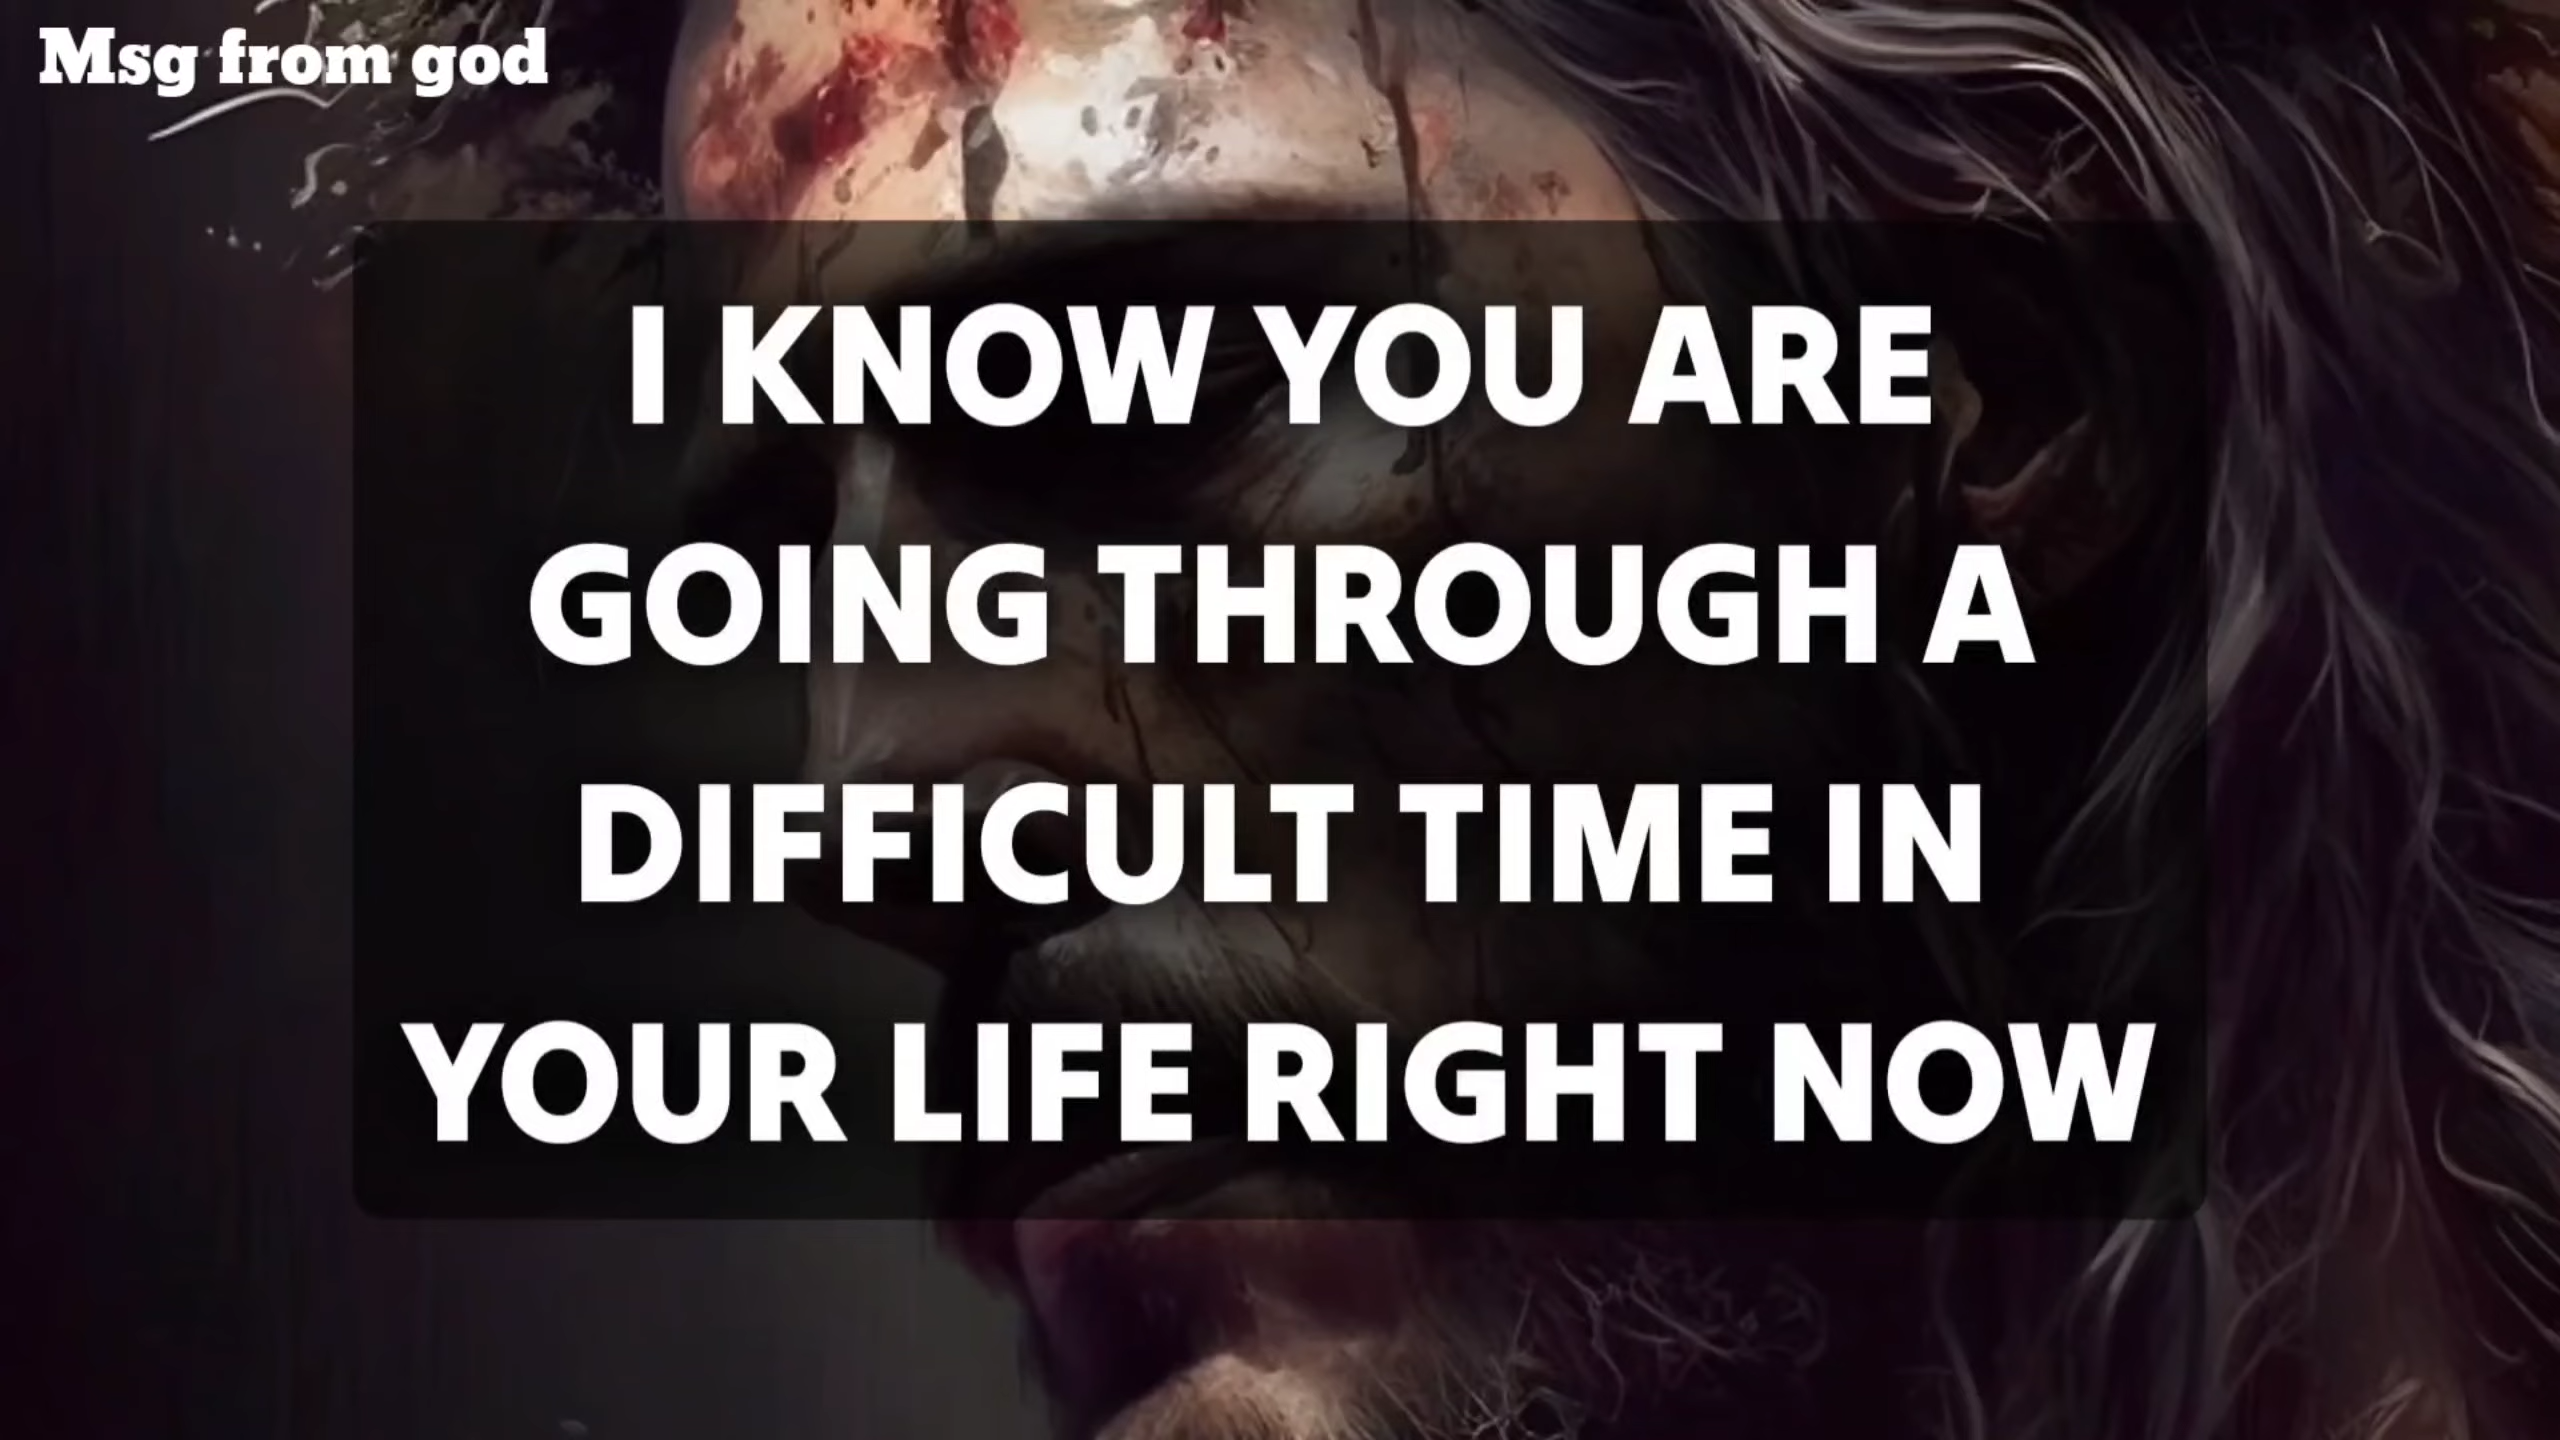 Msg from god
I KNOW YOU ARE
GOING THROUGH A
DIFFICULT TIME IN
YOUR LIFE RIGHT NOW